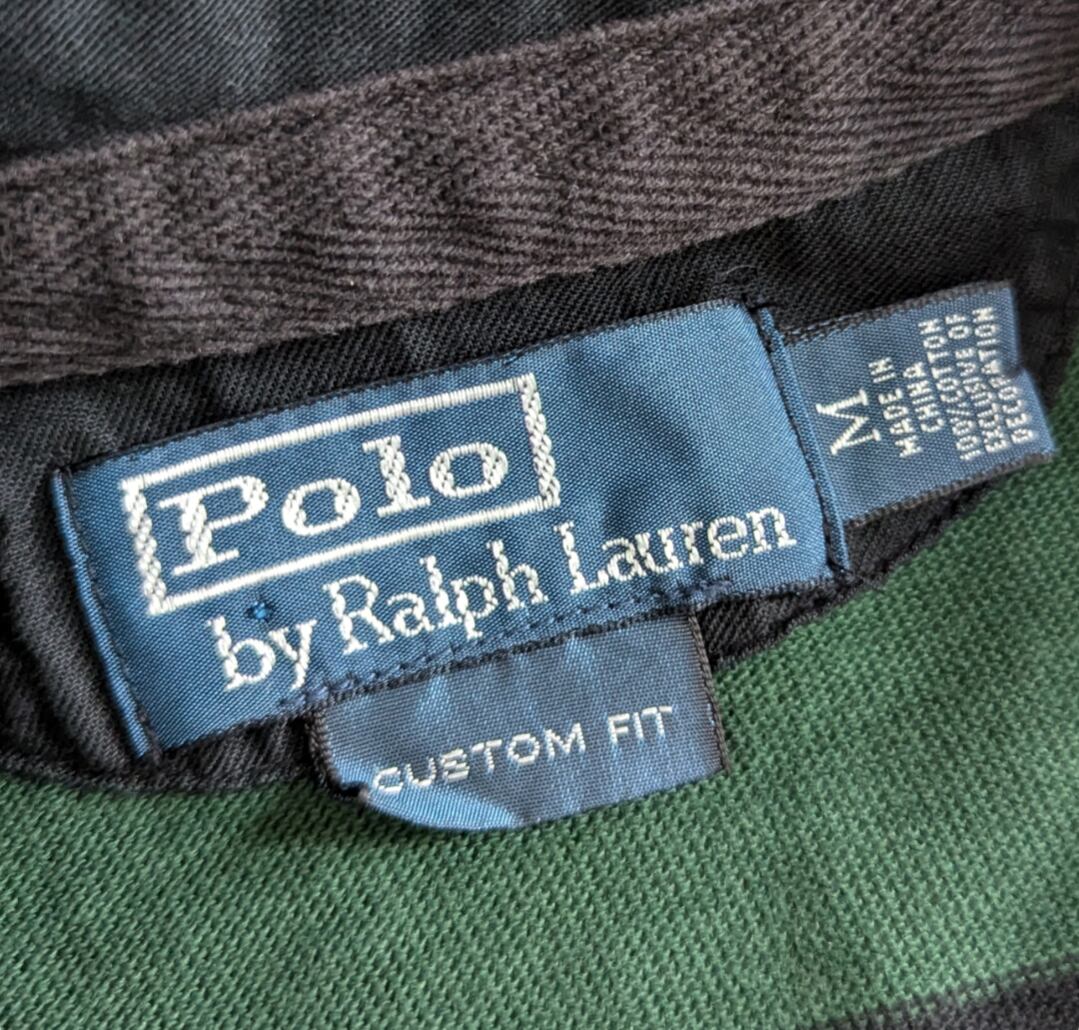 Polo
by Ralph Lauren
CUSTOM FIT
M
MADE IN
CHINA
100%COTTON
EXCLUSIVE OF
DECORATION